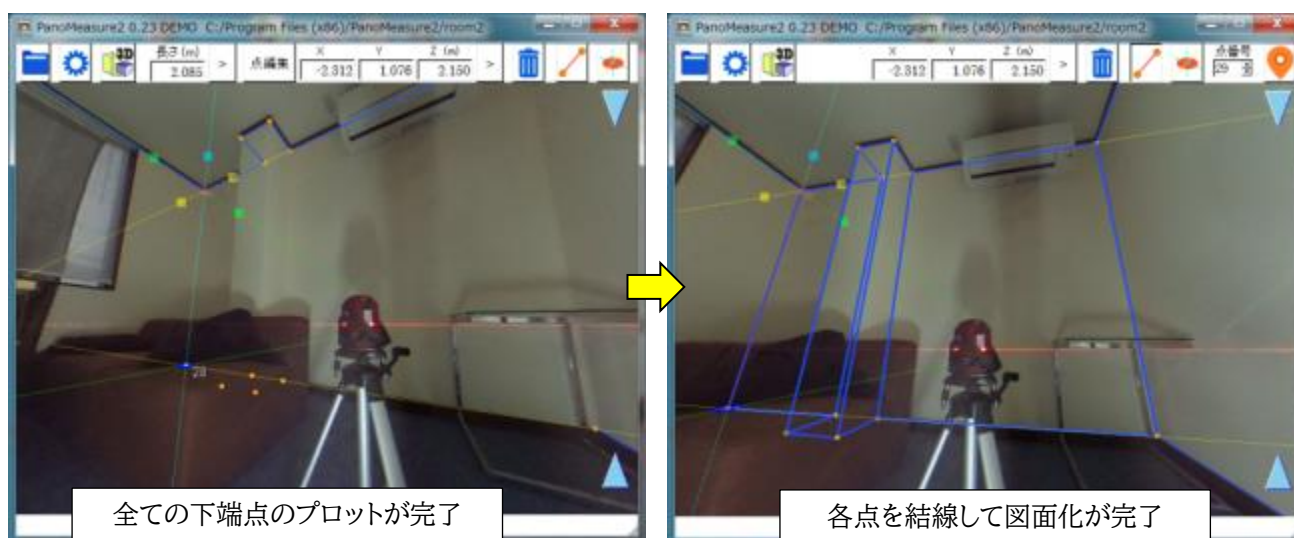 PanoMeasure2 0.23 DEMO C:/Program Files (x86)/PanoMeasure2/room2
3D
長さ(m)
2.085
>
点編集
X Y Z (m)
-2.312 1.076 2.150
>
28
全ての下端点のプロットが完了
PanoMeasure2 0.23 DEMO C:/Program Files (x86)/PanoMeasure2/room2
3D
X Y Z (m)
-2.312 1.076 2.150
>
点番号
29
各点を結線して図面化が完了